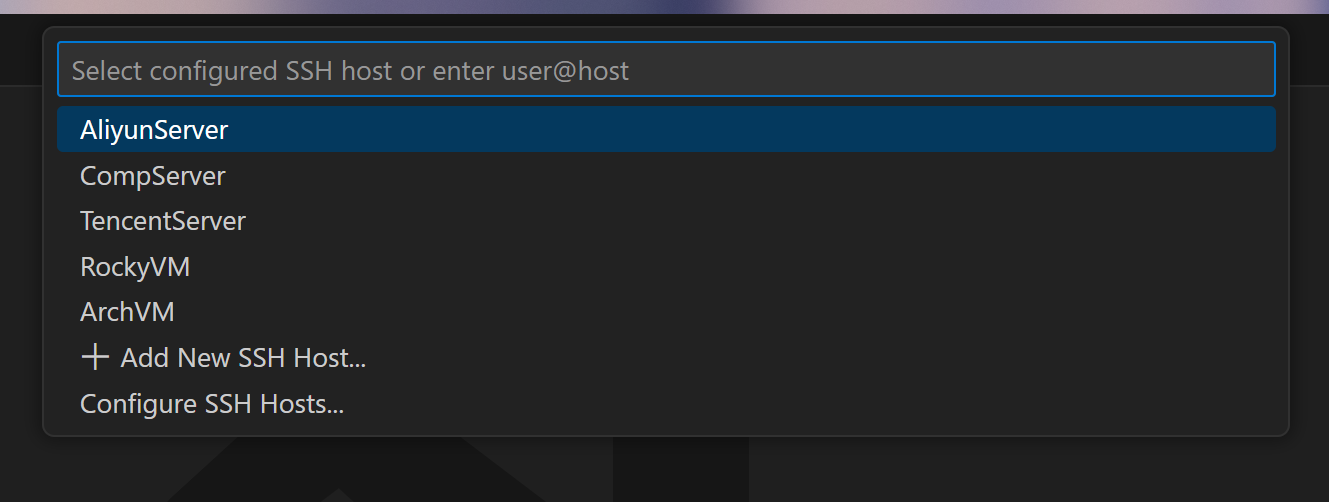 Select configured SSH host or enter user@host
AliyunServer
CompServer
TencentServer
RockyVM
ArchVM
Add New SSH Host...
Configure SSH Hosts...